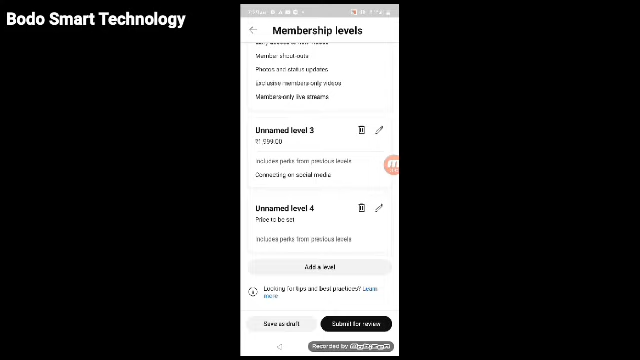 Bodo Smart Technology
Membership levels
Member shout-outs
Photos and status updates
Exclusive members-only videos
Members-only live streams
Unnamed level 3
₹1,999.00
Includes perks from previous levels
Connecting on social media
Unnamed level 4
Price to be set
Includes perks from previous levels
Add a level
Looking for tips and best practices? Learn
more
Save as draft
Submit for review
Recorded by